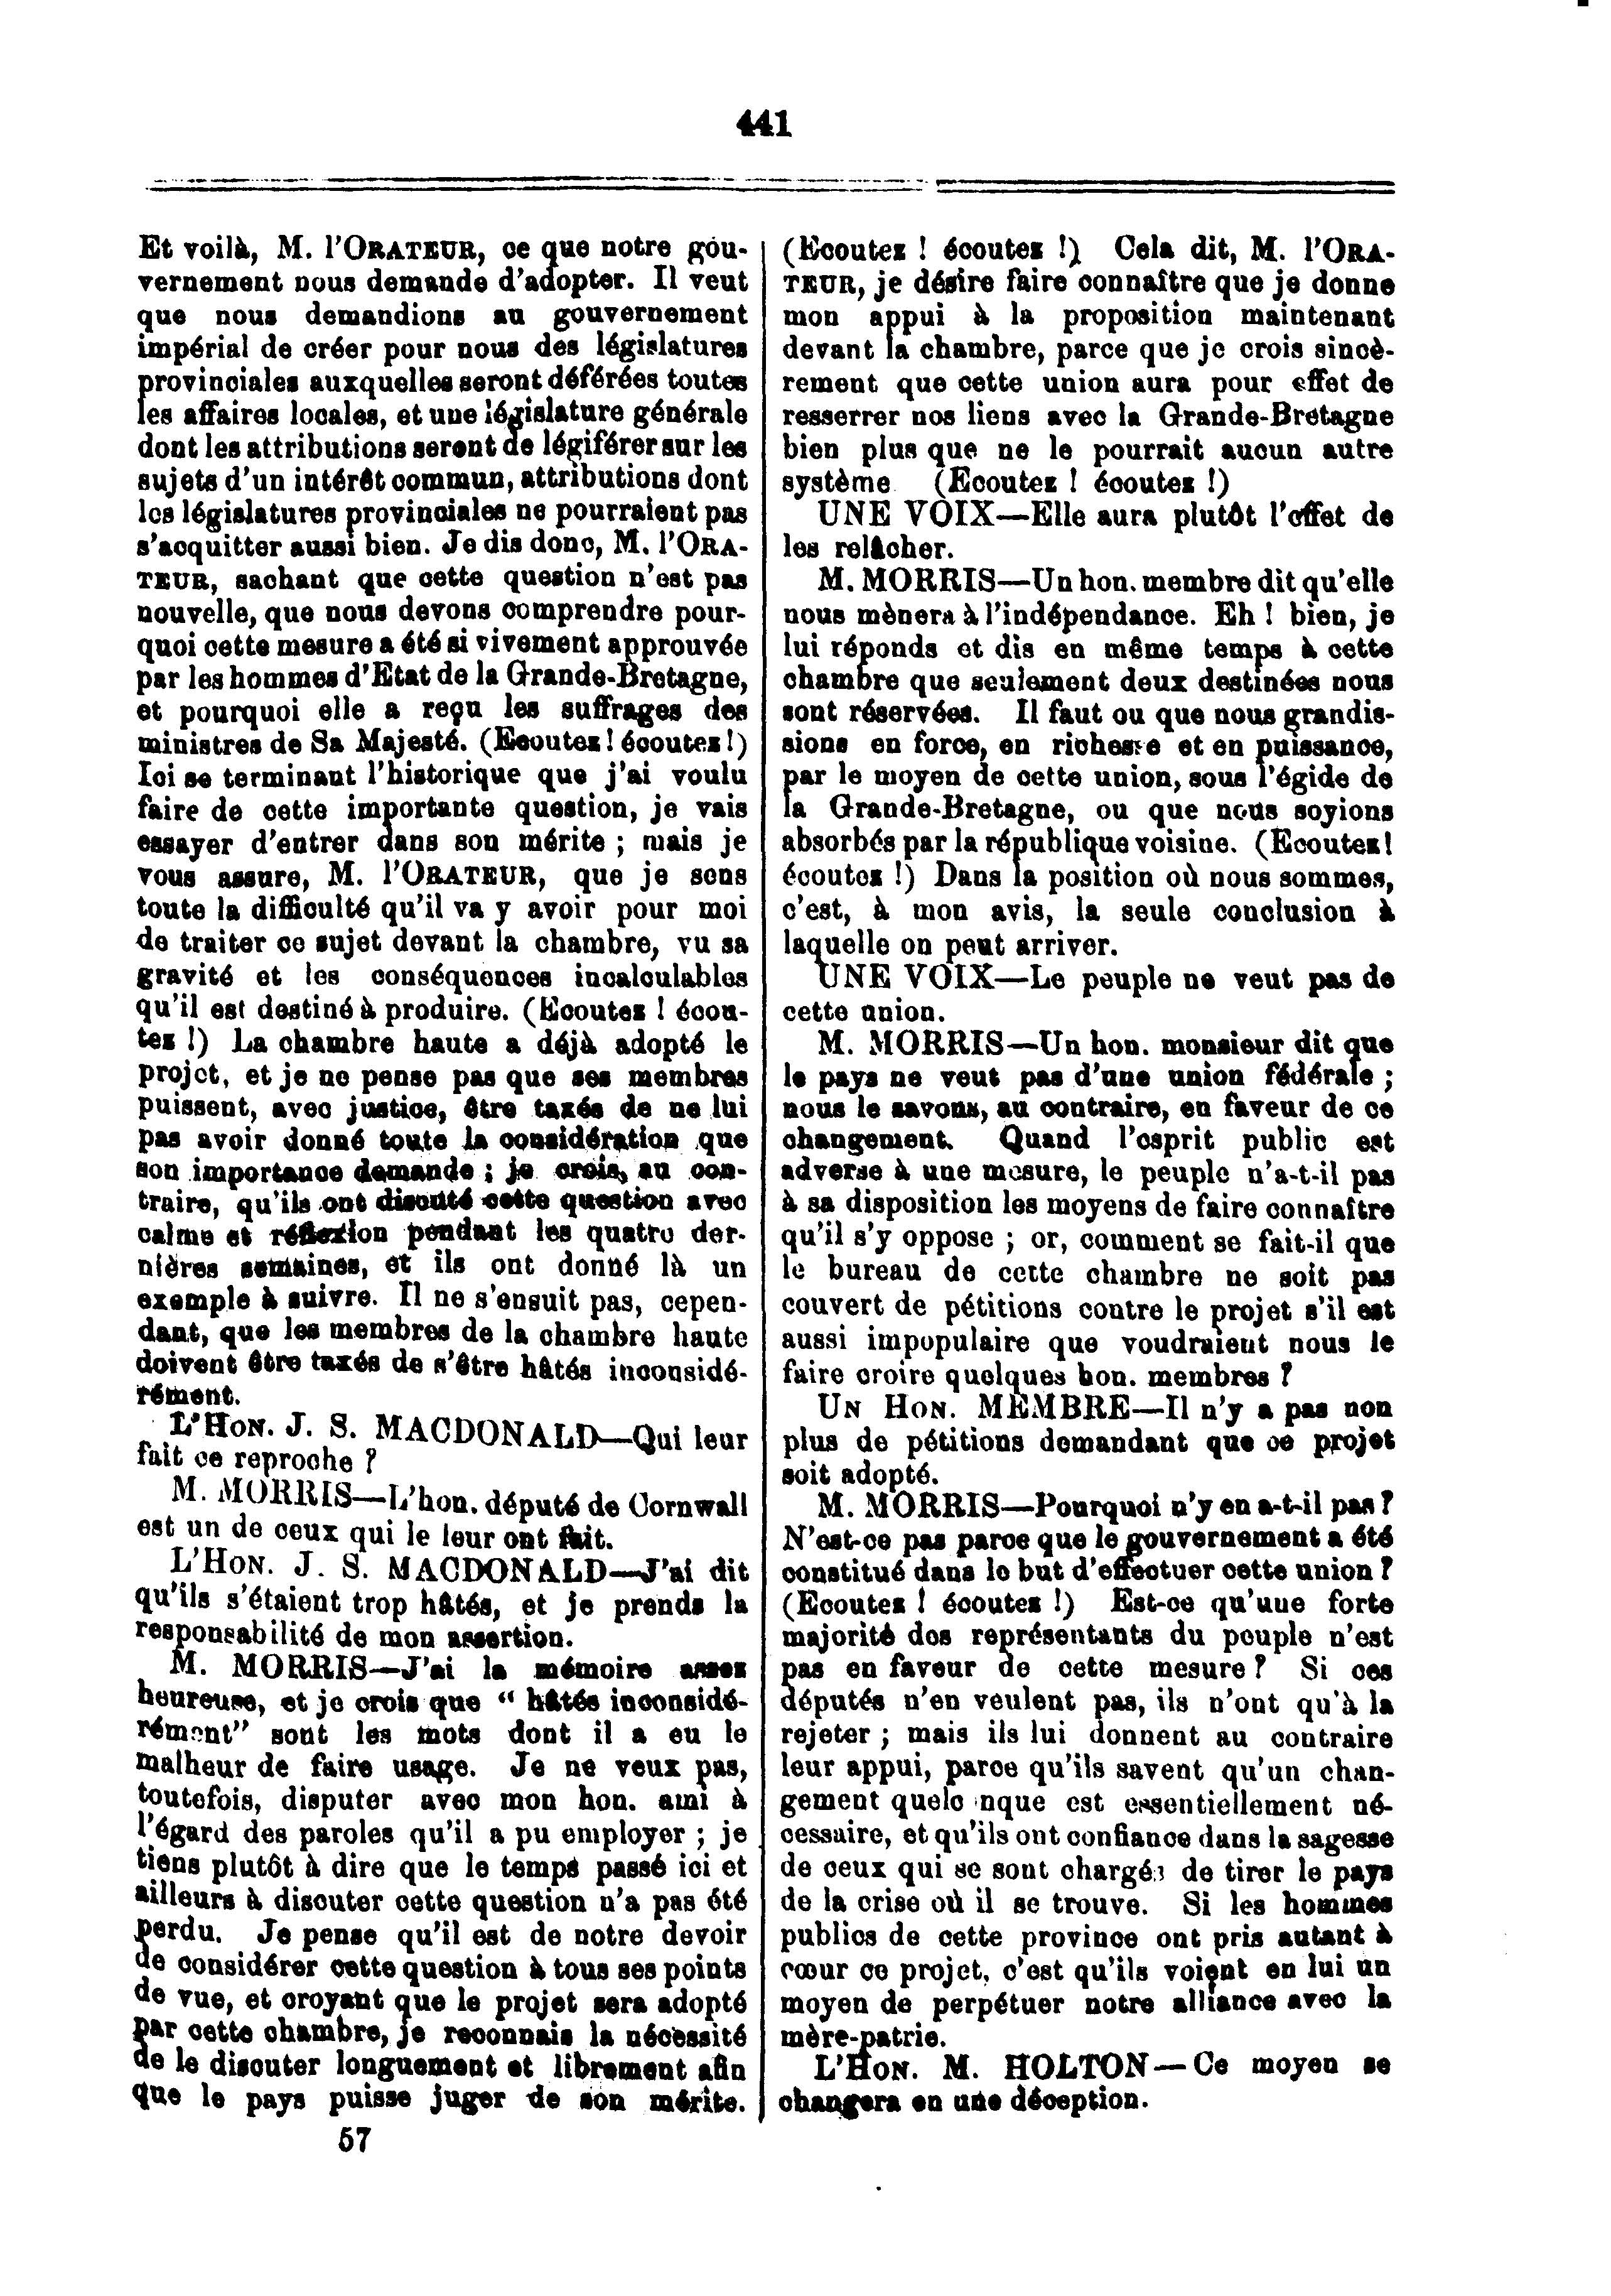 441
Et voilà, M. l'ORATEUR, ce que notre gou-
vernement nous demande d'adopter. Il veut
que nous demandions au gouvernement
impérial de créer pour nous des législatures
provinciales auxquelles seront déférées toutes
les affaires locales, et une législature générale
dont les attributions seront de légiférer sur les
sujets d'un intérêt commun, attributions dont
les législatures provinciales ne pourraient pas
s'acquitter aussi bien. Je dis donc, M. l'ORA-
TEUR, sachant que cette question n'est pas
nouvelle, que nous devons comprendre pour-
quoi cette mesure a été si vivement approuvée
par les hommes d'Etat de la Grande-Bretagne,
et pourquoi elle a reçu les suffrages des
ministres de Sa Majesté. (Ecoutez ! écoutez !)
Ici se terminant l'historique que j'ai voulu
faire de cette importante question, je vais
essayer d'entrer dans son mérite ; mais je
vous assure, M. l'ORATEUR, que je sens
toute la difficulté qu'il va y avoir pour moi
de traiter ce sujet devant la chambre, vu sa
gravité et les conséquences incalculables
qu'il est destiné à produire. (Ecoutez ! écou-
tez !) La chambre haute a déjà adopté le
projet, et je ne pense pas que ses membres
puissent, avec justice, être taxés de ne lui
pas avoir donné toute la considération que
son importance demande ; je crois, au con-
traire, qu'ils ont discuté cette question avec
calme et réflexion pendant les quatre der-
nières semaines, et ils ont donné là un
exemple à suivre. Il ne s'ensuit pas, cepen-
dant, que les membres de la chambre haute
doivent être taxés de s'être hâtés inconsidé-
rément.
L'HON. J. S. MACDONALD—Qui leur
fait ce reproche ?
M. MORRIS—L'hon. député de Cornwall
est un de ceux qui le leur ont fait.
L'HON. J. S. MACDONALD—J'ai dit
qu'ils s'étaient trop hâtés, et je prends la
responsabilité de mon assertion.
M. MORRIS—J'ai la mémoire assez
heureuse, et je crois que “ hâtés inconsidé-
rément” sont les mots dont il a eu le
malheur de faire usage. Je ne veux pas,
toutefois, disputer avec mon hon. ami à
l'égard des paroles qu'il a pu employer ; je
tiens plutôt à dire que le temps passé ici et
ailleurs à discuter cette question n'a pas été
perdu. Je pense qu'il est de notre devoir
de considérer cette question à tous ses points
de vue, et croyant que le projet sera adopté
par cette chambre, je reconnais la nécessité
de le discuter longuement et librement afin
que le pays puisse juger de son mérite.
57
(Ecoutez ! écoutez !) Cela dit, M. l'ORA-
TEUR, je désire faire connaître que je donne
mon appui à la proposition maintenant
devant la chambre, parce que je crois sincè-
rement que cette union aura pour effet de
resserrer nos liens avec la Grande-Bretagne
bien plus que ne le pourrait aucun autre
système (Ecoutez ! écoutez !)
UNE VOIX—Elle aura plutôt l'effet de
les relâcher.
M. MORRIS—Un hon. membre dit qu'elle
nous mènera à l'indépendance. Eh ! bien, je
lui réponds et dis en même temps à cette
chambre que seulement deux destinées nous
sont réservées. Il faut ou que nous grandis-
sions en force, en richesse et en puissance,
par le moyen de cette union, sous l'égide de
la Grande-Bretagne, ou que nous soyions
absorbés par la république voisine. (Ecoutez !
écoutez !) Dans la position où nous sommes,
c'est, à mon avis, la seule conclusion à
laquelle on peut arriver.
UNE VOIX—Le peuple ne veut pas de
cette union.
M. MORRIS—Un hon. monsieur dit que
le pays ne veut pas d'une union fédérale ;
nous le savons, au contraire, en faveur de ce
changement. Quand l'esprit public est
adverse à une mesure, le peuple n'a-t-il pas
à sa disposition les moyens de faire connaître
qu'il s'y oppose ; or, comment se fait-il que
le bureau de cette chambre ne soit pas
couvert de pétitions contre le projet s'il est
aussi impopulaire que voudraient nous le
faire croire quelques hon. membres ?
UN HON. MEMBRE—Il n'y a pas non
plus de pétitions demandant que ce projet
soit adopté.
M. MORRIS—Pourquoi n'y en a-t-il pas ?
N'est-ce pas parce que le gouvernement a été
constitué dans le but d'effectuer cette union ?
(Ecoutez ! écoutez !) Est-ce qu'une forte
majorité des représentants du peuple n'est
pas en faveur de cette mesure ? Si ces
députés n'en veulent pas, ils n'ont qu'à la
rejeter ; mais ils lui donnent au contraire
leur appui, parce qu'ils savent qu'un chan-
gement quelconque est essentiellement né-
cessaire, et qu'ils ont confiance dans la sagesse
de ceux qui se sont chargés de tirer le pays
de la crise où il se trouve. Si les hommes
publics de cette province ont pris autant à
cœur ce projet, c'est qu'ils voient en lui un
moyen de perpétuer notre alliance avec la
mère-patrie.
L'HON. M. HOLTON—Ce moyen se
changera en une déception.